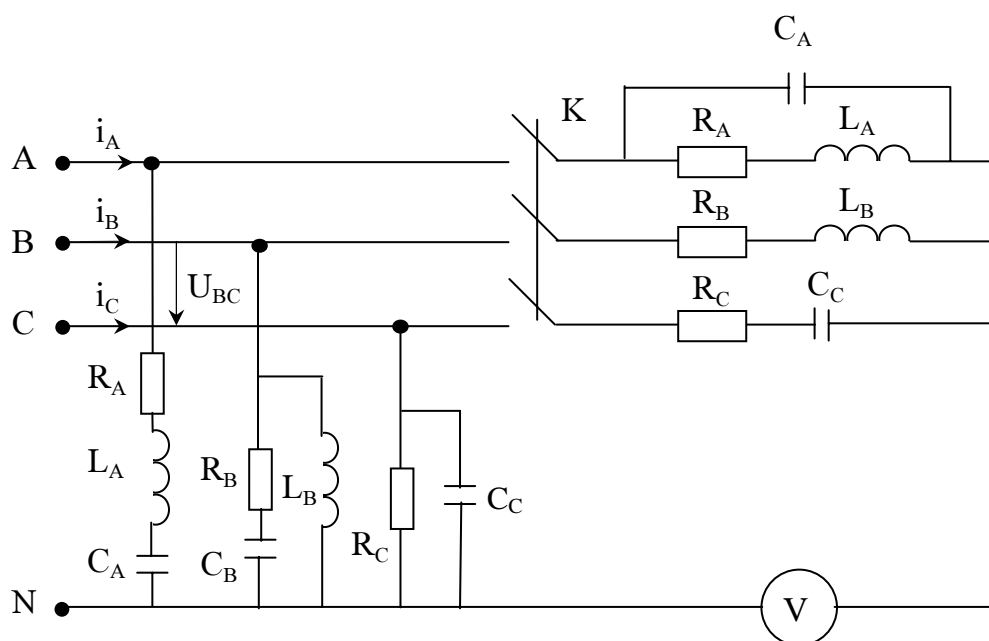 C_A
K
i_A
R_A
L_A
A
i_B
R_B
L_B
B
U_BC
i_C
R_C
C_C
C
R_A
L_A
R_B
L_B
C_C
R_C
C_A
C_B
N
V